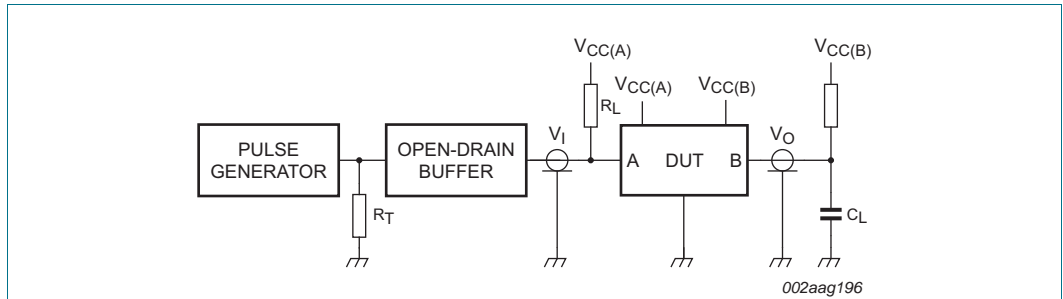 VCC(A)
VCC(B)
VCC(A)
VCC(B)
RL
VI
VO
PULSE
GENERATOR
OPEN-DRAIN
BUFFER
A
DUT
B
RT
CL
002aag196